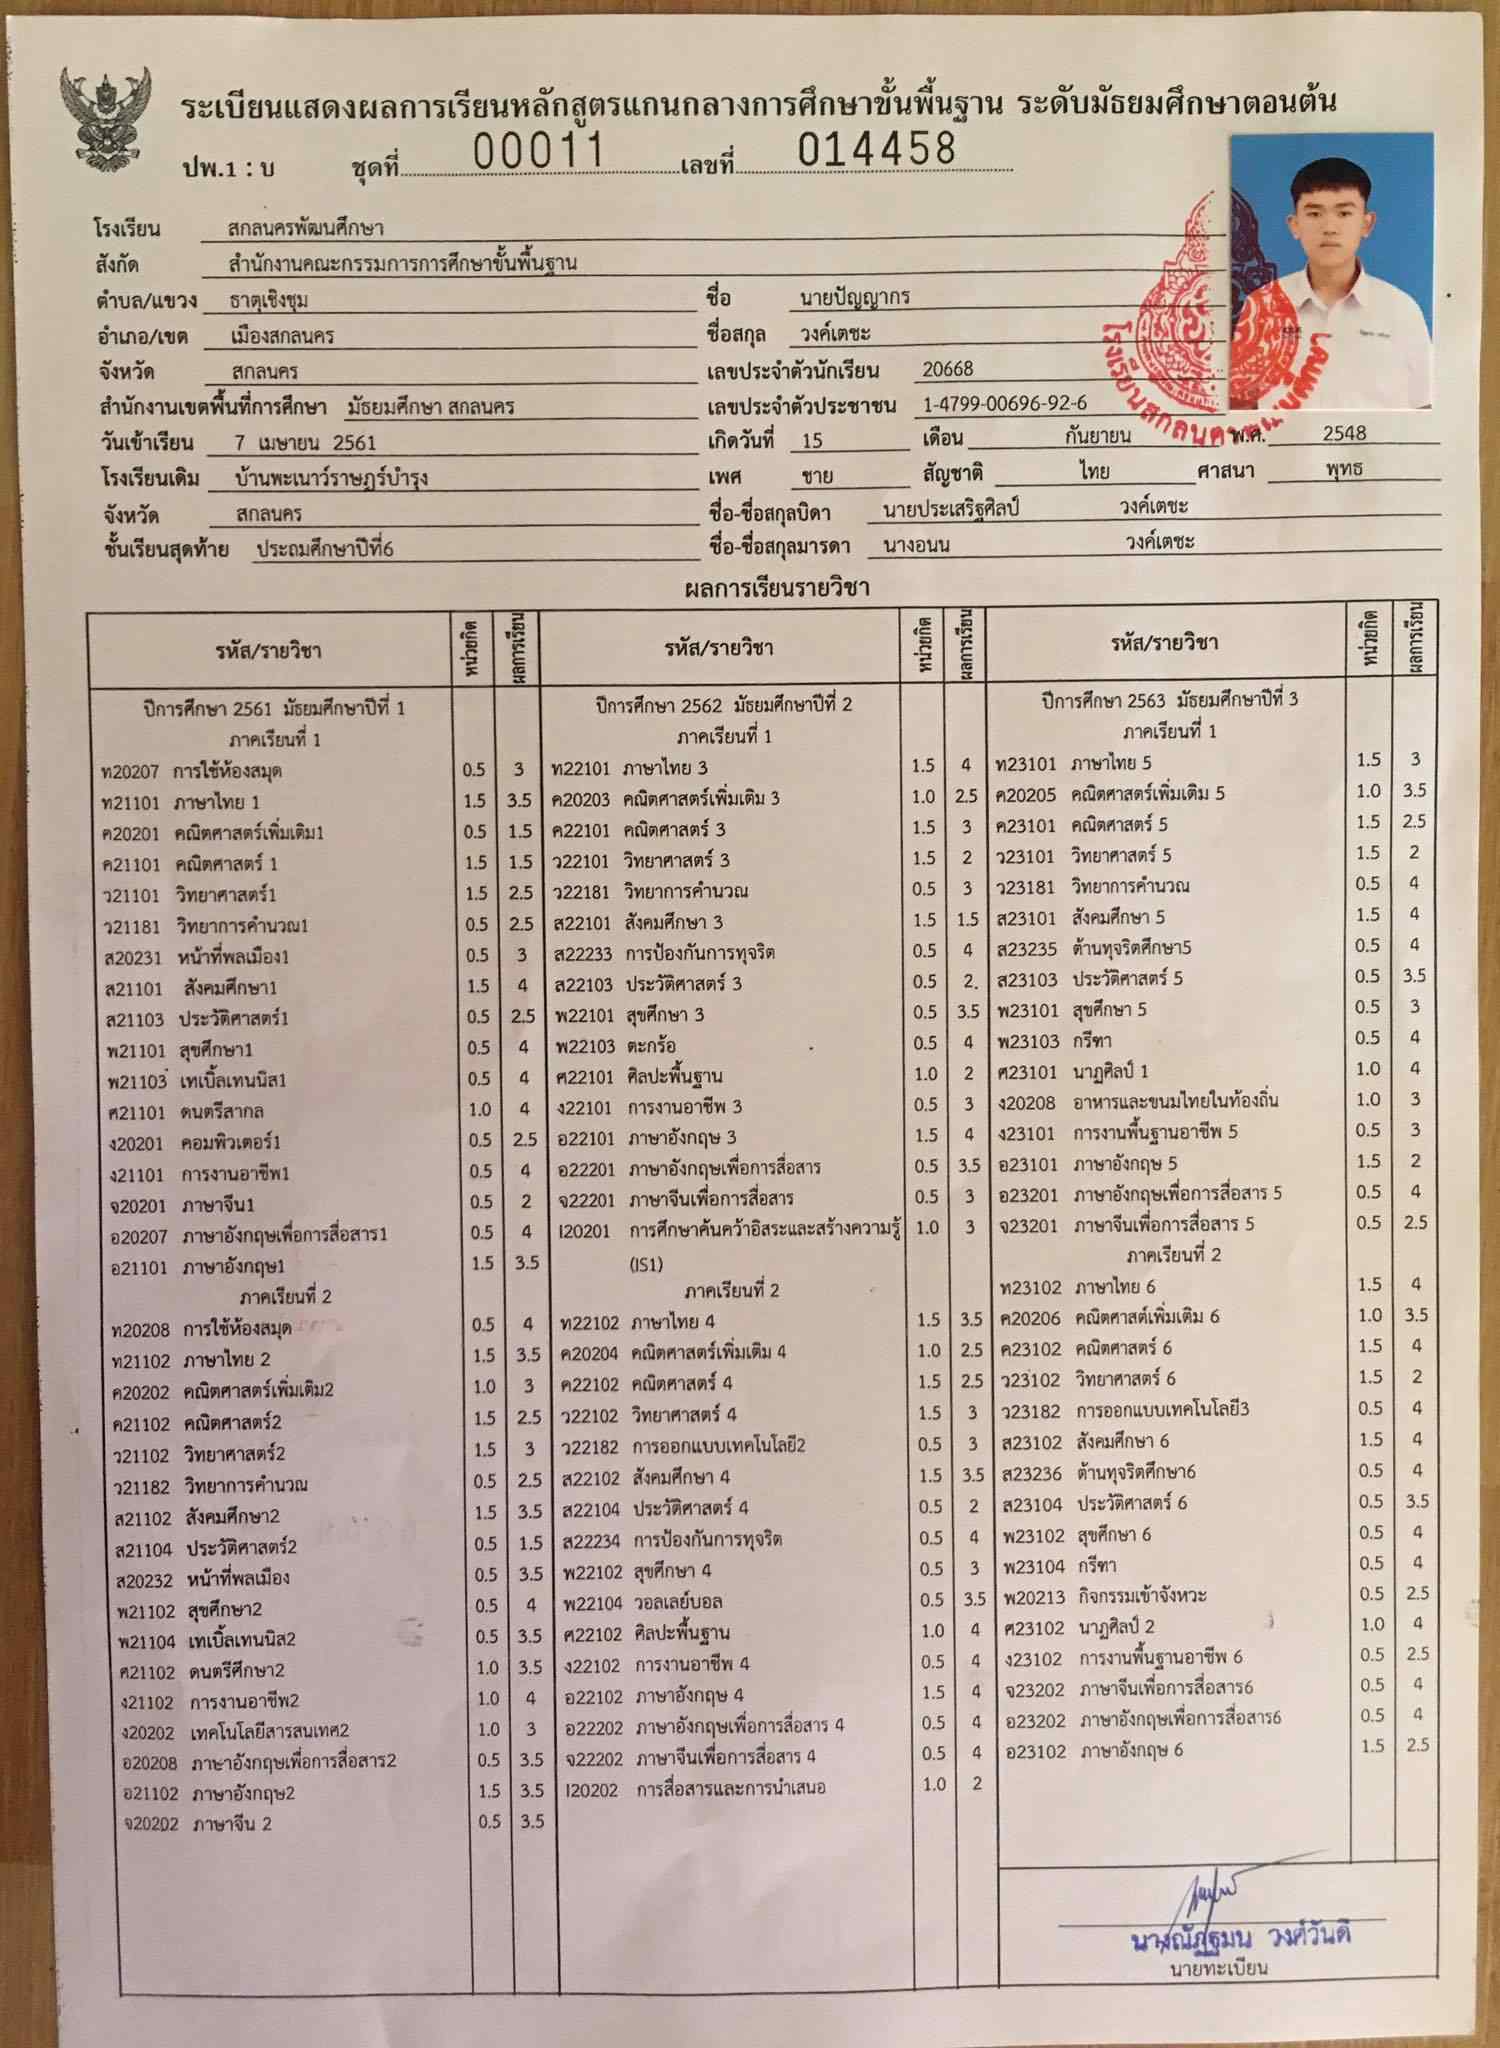 ระเบียนแสดงผลการเรียนหลักสูตรแกนกลางการศึกษาขั้นพื้นฐาน ระดับมัธยมศึกษาตอนต้น
ปพ.1 : บ ชุดที่ 00011 เลขที่ 014458
โรงเรียน สกลนครพัฒนศึกษา
สังกัด สำนักงานคณะกรรมการการศึกษาขั้นพื้นฐาน
ตำบล/แขวง ธาตุเชิงชุม
อำเภอ/เขต เมืองสกลนคร
จังหวัด สกลนคร
สำนักงานเขตพื้นที่การศึกษา มัธยมศึกษา สกลนคร
วันเข้าเรียน 7 เมษายน 2561
โรงเรียนเดิม บ้านพะเนาว์ราษฎร์บำรุง
จังหวัด สกลนคร
ชั้นเรียนสุดท้าย ประถมศึกษาปีที่6
ชื่อ นายปัญญากร
ชื่อสกุล วงค์เตชะ
เลขประจำตัวนักเรียน 20668
เลขประจำตัวประชาชน 1-4799-00696-92-6
เกิดวันที่ 15 เดือน กันยายน พ.ศ. 2548
เพศ ชาย สัญชาติ ไทย ศาสนา พุทธ
ชื่อ-ชื่อสกุลบิดา นายประเสริฐศิลป์ วงค์เตชะ
ชื่อ-ชื่อสกุลมารดา นางอนน วงค์เตชะ
ผลการเรียนรายวิชา
รหัส/รายวิชา หน่วยกิต ผลการเรียน
ปีการศึกษา 2561 มัธยมศึกษาปีที่ 1
ภาคเรียนที่ 1
ท20207 การใช้ห้องสมุด 0.5 3
ท21101 ภาษาไทย 1 1.5 3.5
ค20201 คณิตศาสตร์เพิ่มเติม1 0.5 1.5
ค21101 คณิตศาสตร์ 1 1.5 1.5
ว21101 วิทยาศาสตร์1 1.5 2.5
ว21181 วิทยาการคำนวณ1 0.5 2.5
ส20231 หน้าที่พลเมือง1 0.5 3
ส21101 สังคมศึกษา1 1.5 4
ส21103 ประวัติศาสตร์1 0.5 2.5
พ21101 สุขศึกษา1 0.5 4
พ21103 เทเบิ้ลเทนนิส1 0.5 4
ศ21101 ดนตรีสากล 1.0 4
ง20201 คอมพิวเตอร์1 0.5 2.5
ง21101 การงานอาชีพ1 0.5 4
จ20201 ภาษาจีน1 0.5 2
อ20207 ภาษาอังกฤษเพื่อการสื่อสาร1 0.5 4
อ21101 ภาษาอังกฤษ1 1.5 3.5
ภาคเรียนที่ 2
ท20208 การใช้ห้องสมุด 0.5 4
ท21102 ภาษาไทย 2 1.5 3.5
ค20202 คณิตศาสตร์เพิ่มเติม2 1.0 3
ค21102 คณิตศาสตร์2 1.5 2.5
ว21102 วิทยาศาสตร์2 1.5 3
ว21182 วิทยาการคำนวณ 0.5 2.5
ส21102 สังคมศึกษา2 1.5 3.5
ส21104 ประวัติศาสตร์2 0.5 1.5
ส20232 หน้าที่พลเมือง 0.5 3.5
พ21102 สุขศึกษา2 0.5 4
พ21104 เทเบิ้ลเทนนิส2 0.5 3.5
ศ21102 ดนตรีศึกษา2 1.0 3.5
ง21102 การงานอาชีพ2 1.0 4
ง20202 เทคโนโลยีสารสนเทศ2 1.0 3
อ20208 ภาษาอังกฤษเพื่อการสื่อสาร2 0.5 3.5
อ21102 ภาษาอังกฤษ2 1.5 3.5
จ20202 ภาษาจีน 2 0.5 3.5
รหัส/รายวิชา หน่วยกิต ผลการเรียน
ปีการศึกษา 2562 มัธยมศึกษาปีที่ 2
ภาคเรียนที่ 1
ท22101 ภาษาไทย 3 1.5 4
ค20203 คณิตศาสตร์เพิ่มเติม 3 1.0 2.5
ค22101 คณิตศาสตร์ 3 1.5 3
ว22101 วิทยาศาสตร์ 3 1.5 2
ว22181 วิทยาการคำนวณ 0.5 3
ส22101 สังคมศึกษา 3 1.5 1.5
ส22233 การป้องกันการทุจริต 0.5 4
ส22103 ประวัติศาสตร์ 3 0.5 2
พ22101 สุขศึกษา 3 0.5 3.5
พ22103 ตะกร้อ 0.5 4
ศ22101 ศิลปะพื้นฐาน 1.0 2
ง22101 การงานอาชีพ 3 0.5 3
อ22101 ภาษาอังกฤษ 3 1.5 4
อ22201 ภาษาอังกฤษเพื่อการสื่อสาร 0.5 3.5
จ22201 ภาษาจีนเพื่อการสื่อสาร 0.5 3
I20201 การศึกษาค้นคว้าอิสระและสร้างความรู้ 1.0 3
(IS1)
ภาคเรียนที่ 2
ท22102 ภาษาไทย 4 1.5 3.5
ค20204 คณิตศาสตร์เพิ่มเติม 4 1.0 2.5
ค22102 คณิตศาสตร์ 4 1.5 2.5
ว22102 วิทยาศาสตร์ 4 1.5 3
ว22182 การออกแบบเทคโนโลยี2 0.5 3
ส22102 สังคมศึกษา 4 1.5 3.5
ส22104 ประวัติศาสตร์ 4 0.5 2
ส22234 การป้องกันการทุจริต 0.5 4
พ22102 สุขศึกษา 4 0.5 3
พ22104 วอลเลย์บอล 0.5 3.5
ศ22102 ศิลปะพื้นฐาน 1.0 4
ง22102 การงานอาชีพ 4 0.5 4
อ22102 ภาษาอังกฤษ 4 1.5 4
อ22202 ภาษาอังกฤษเพื่อการสื่อสาร 4 0.5 4
จ22202 ภาษาจีนเพื่อการสื่อสาร 4 0.5 4
I20202 การสื่อสารและการนำเสนอ 1.0 2
รหัส/รายวิชา หน่วยกิต ผลการเรียน
ปีการศึกษา 2563 มัธยมศึกษาปีที่ 3
ภาคเรียนที่ 1
ท23101 ภาษาไทย 5 1.5 3
ค20205 คณิตศาสตร์เพิ่มเติม 5 1.0 3.5
ค23101 คณิตศาสตร์ 5 1.5 2.5
ว23101 วิทยาศาสตร์ 5 1.5 2
ว23181 วิทยาการคำนวณ 0.5 4
ส23101 สังคมศึกษา 5 1.5 4
ส23235 ต้านทุจริตศึกษา5 0.5 4
ส23103 ประวัติศาสตร์ 5 0.5 3.5
พ23101 สุขศึกษา 5 0.5 3
พ23103 กรีฑา 0.5 4
ศ23101 นาฏศิลป์ 1 1.0 4
ง20208 อาหารและขนมไทยในท้องถิ่น 1.0 3
ง23101 การงานพื้นฐานอาชีพ 5 0.5 3
อ23101 ภาษาอังกฤษ 5 1.5 2
อ23201 ภาษาอังกฤษเพื่อการสื่อสาร 5 0.5 4
จ23201 ภาษาจีนเพื่อการสื่อสาร 5 0.5 2.5
ภาคเรียนที่ 2
ท23102 ภาษาไทย 6 1.5 4
ค20206 คณิตศาสต์เพิ่มเติม 6 1.0 3.5
ค23102 คณิตศาสตร์ 6 1.5 4
ว23102 วิทยาศาสตร์ 6 1.5 2
ว23182 การออกแบบเทคโนโลยี3 0.5 4
ส23102 สังคมศึกษา 6 1.5 4
ส23236 ต้านทุจริตศึกษา6 0.5 4
ส23104 ประวัติศาสตร์ 6 0.5 3.5
พ23102 สุขศึกษา 6 0.5 4
พ23104 กรีฑา 0.5 4
พ20213 กิจกรรมเข้าจังหวะ 0.5 2.5
ศ23102 นาฏศิลป์ 2 1.0 4
ง23102 การงานพื้นฐานอาชีพ 6 0.5 2.5
จ23202 ภาษาจีนเพื่อการสื่อสาร6 0.5 4
อ23202 ภาษาอังกฤษเพื่อการสื่อสาร6 0.5 4
อ23102 ภาษาอังกฤษ 6 1.5 2.5
นางณัฏฐมน วงศ์วันดี
นายทะเบียน